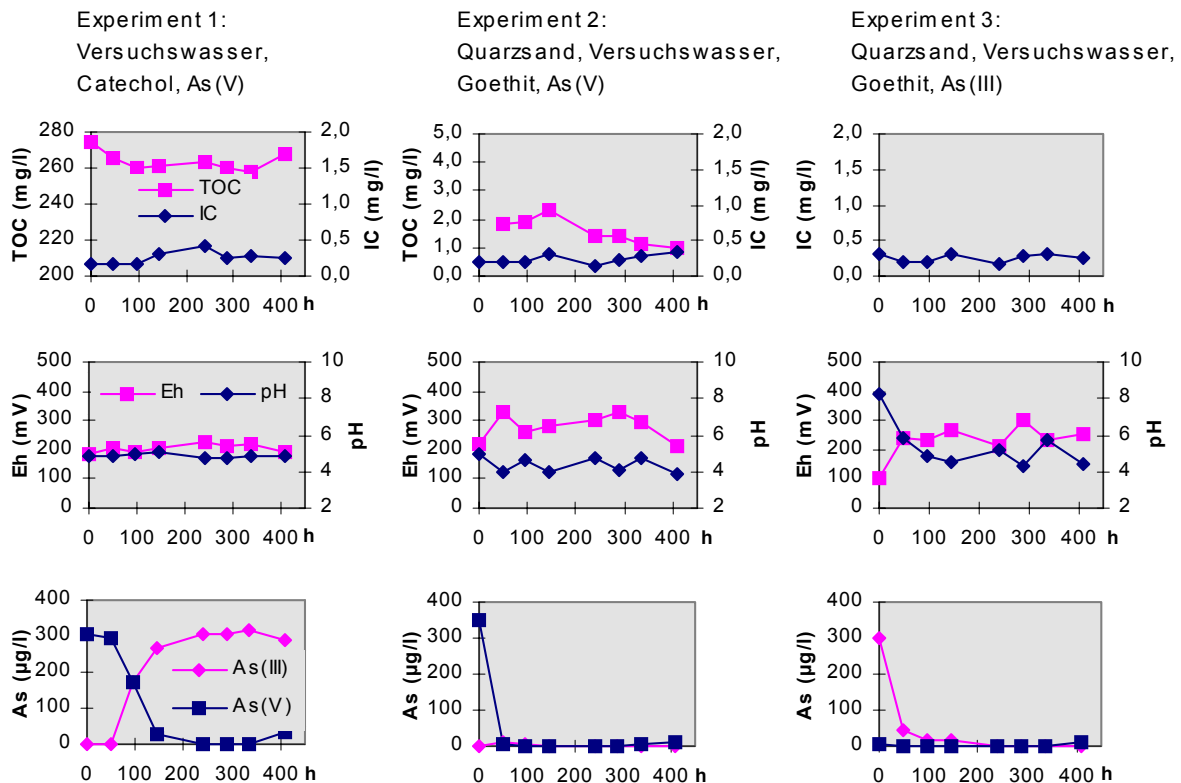 Experiment 1:
Versuchswasser,
Catechol, As(V)
Experiment 2:
Quarzsand, Versuchswasser,
Goethit, As(V)
Experiment 3:
Quarzsand, Versuchswasser,
Goethit, As(III)
TOC (mg/l)
280
260
240
220
200
TOC
IC
2,0
1,5
1,0
0,5
0,0
IC (mg/l)
0 100 200 300 400 h
TOC (mg/l)
5,0
4,0
3,0
2,0
1,0
0,0
2,0
1,5
1,0
0,5
0,0
IC (mg/l)
0 100 200 300 400 h
IC (mg/l)
2,0
1,5
1,0
0,5
0,0
2,0
1,5
1,0
0,5
0,0
0 100 200 300 400 h
Eh (mV)
500
400
300
200
100
0
Eh pH
10
8
6
4
2
pH
0 100 200 300 400 h
Eh (mV)
500
400
300
200
100
0
10
8
6
4
2
pH
0 100 200 300 400 h
Eh (mV)
500
400
300
200
100
0
10
8
6
4
2
pH
0 100 200 300 400 h
As (µg/l)
400
300
200
100
0
As(III)
As(V)
0 100 200 300 400 h
As (µg/l)
400
300
200
100
0
0 100 200 300 400 h
As (µg/l)
400
300
200
100
0
0 100 200 300 400 h